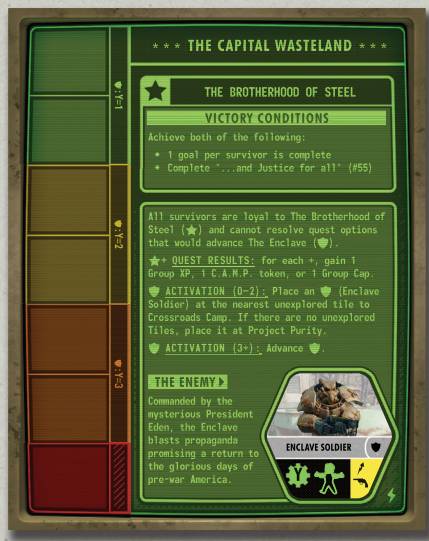 *** THE CAPITAL WASTELAND ***
THE BROTHERHOOD OF STEEL
VICTORY CONDITIONS
Achieve both of the following:
• 1 goal per survivor is complete
• Complete "...and Justice for all" (#55)
All survivors are loyal to The Brotherhood of
Steel (★) and cannot resolve quest options
that would advance The Enclave ( ).
★+ QUEST RESULTS: for each +, gain 1
Group XP, 1 C.A.M.P. token, or 1 Group Cap.
ACTIVATION (0-2): Place an (Enclave
Soldier) at the nearest unexplored tile to
Crossroads Camp. If there are no unexplored
Tiles, place it at Project Purity.
ACTIVATION (3+): Advance .
THE ENEMY
Commanded by the
mysterious President
Eden, the Enclave
blasts propaganda
promising a return to
the glorious days of
pre-war America.
ENCLAVE SOLDIER
:Y=1
:Y=2
:Y=3
Y